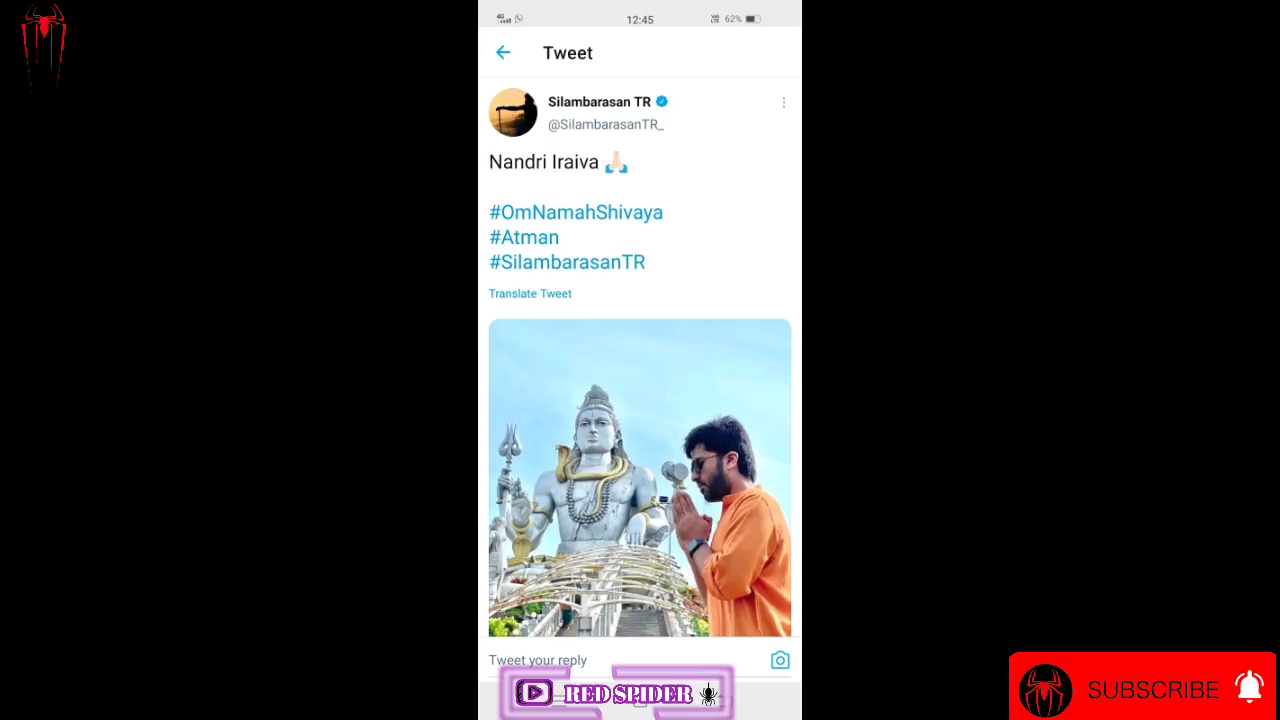 4G 12:45 62%
Tweet
Silambarasan TR
@SilambarasanTR_
Nandri Iraiva 🙏🏻
#OmNamahShivaya
#Atman
#SilambarasanTR
Translate Tweet
Tweet your reply
RED SPIDER
SUBSCRIBE